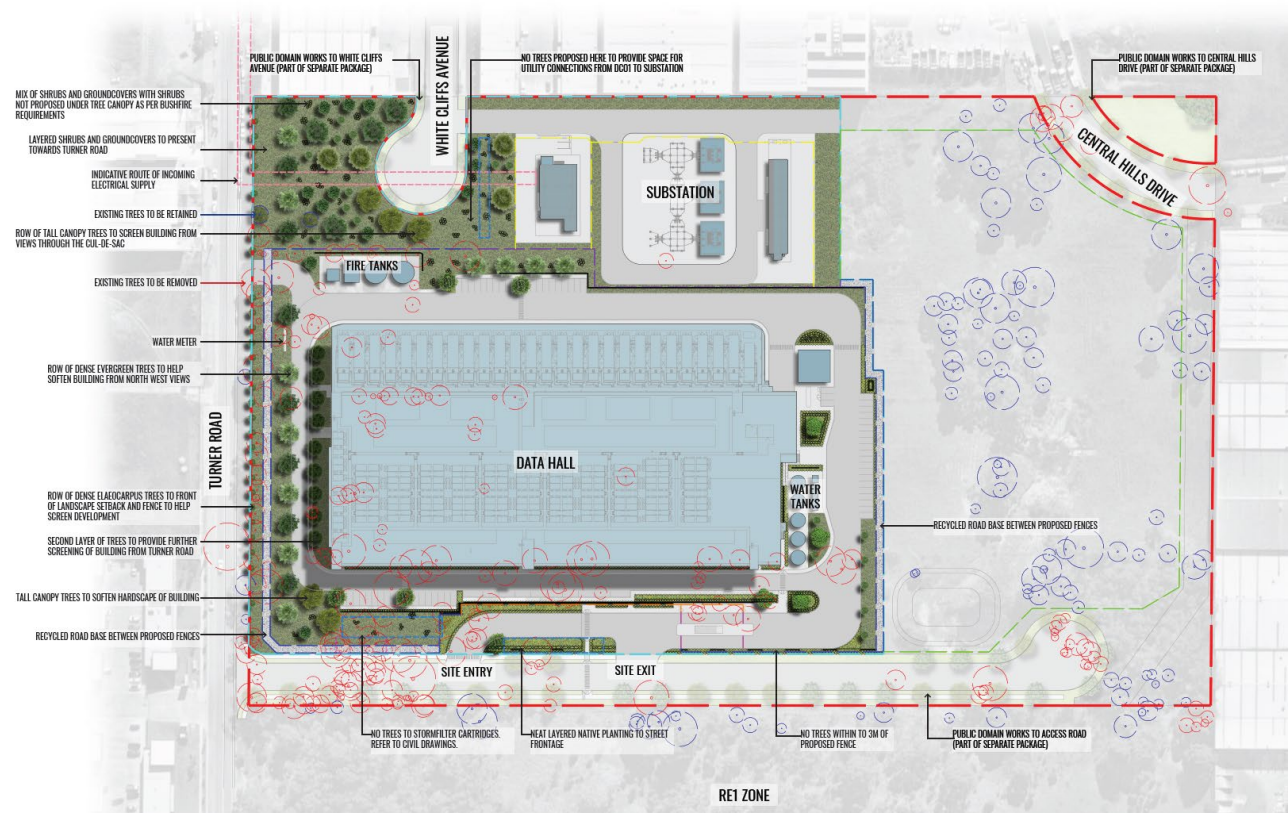 PUBLIC DOMAIN WORKS TO WHITE CLIFFS
AVENUE (PART OF SEPARATE PACKAGE)
WHITE CLIFFS AVENUE
NO TREES PROPOSED HERE TO PROVIDE SPACE FOR
UTILITY CONNECTIONS FROM DC01 TO SUBSTATION
PUBLIC DOMAIN WORKS TO CENTRAL HILLS
DRIVE (PART OF SEPARATE PACKAGE)
MIX OF SHRUBS AND GROUNDCOVERS WITH SHRUBS
NOT PROPOSED UNDER TREE CANOPY AS PER BUSHFIRE
REQUIREMENTS
LAYERED SHRUBS AND GROUNDCOVERS TO PRESENT
TOWARDS TURNER ROAD
INDICATIVE ROUTE OF INCOMING
ELECTRICAL SUPPLY
EXISTING TREES TO BE RETAINED
ROW OF TALL CANOPY TREES TO SCREEN BUILDING FROM
VIEWS THROUGH THE CUL-DE-SAC
EXISTING TREES TO BE REMOVED
WATER METER
ROW OF DENSE EVERGREEN TREES TO HELP
SOFTEN BUILDING FROM NORTH WEST VIEWS
TURNER ROAD
ROW OF DENSE ELAEOCARPUS TREES TO FRONT
OF LANDSCAPE SETBACK AND FENCE TO HELP
SCREEN DEVELOPMENT
SECOND LAYER OF TREES TO PROVIDE FURTHER
SCREENING OF BUILDING FROM TURNER ROAD
TALL CANOPY TREES TO SOFTEN HARDSCAPE OF BUILDING
RECYCLED ROAD BASE BETWEEN PROPOSED FENCES
SUBSTATION
CENTRAL HILLS DRIVE
FIRE TANKS
DATA HALL
WATER
TANKS
RECYCLED ROAD BASE BETWEEN PROPOSED FENCES
SITE ENTRY
SITE EXIT
NO TREES TO STORMFILTER CARTRIDGES.
REFER TO CIVIL DRAWINGS.
NEAT LAYERED NATIVE PLANTING TO STREET
FRONTAGE
NO TREES WITHIN TO 3M OF
PROPOSED FENCE
PUBLIC DOMAIN WORKS TO ACCESS ROAD
(PART OF SEPARATE PACKAGE)
RE1 ZONE